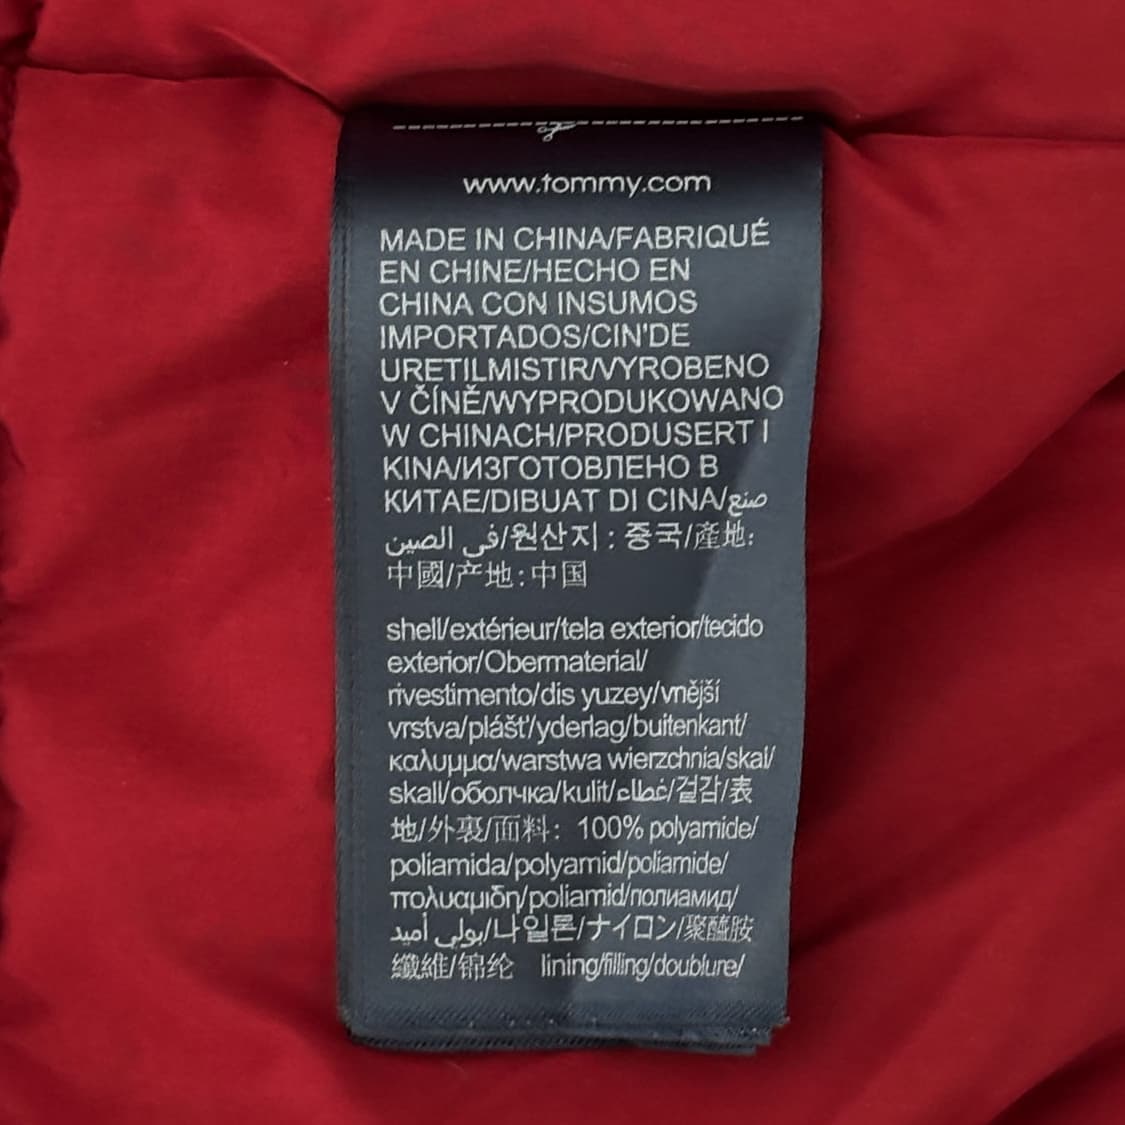 www.tommy.com
MADE IN CHINA/FABRIQUÉ
EN CHINE/HECHO EN
CHINA CON INSUMOS
IMPORTADOS/CIN'DE
URETILMISTIR/VYROBENO
V ČÍNĚ/WYPRODUKOWANO
W CHINACH/PRODUSERT I
KINA/ИЗГОТОВЛЕНО В
КИТАЕ/DIBUAT DI CINA/صنع
في الصين/원산지 : 중국/產地:
中國/产地:中国
shell/extérieur/tela exterior/tecido
exterior/Obermaterial/
rivestimento/dis yuzey/vnější
vrstva/plášť/yderlag/buitenkant/
καλυμμα/warstwa wierzchnia/skal/
skall/оболчка/kulit/غطاء/겉감/表
地/外裏/面料: 100% polyamide/
poliamida/polyamid/poliamide/
πολυαμιδη/poliamid/полиамид/
بولي أميد/나일론/ナイロン/聚醯胺
纖維/锦纶 lining/filling/doublure/